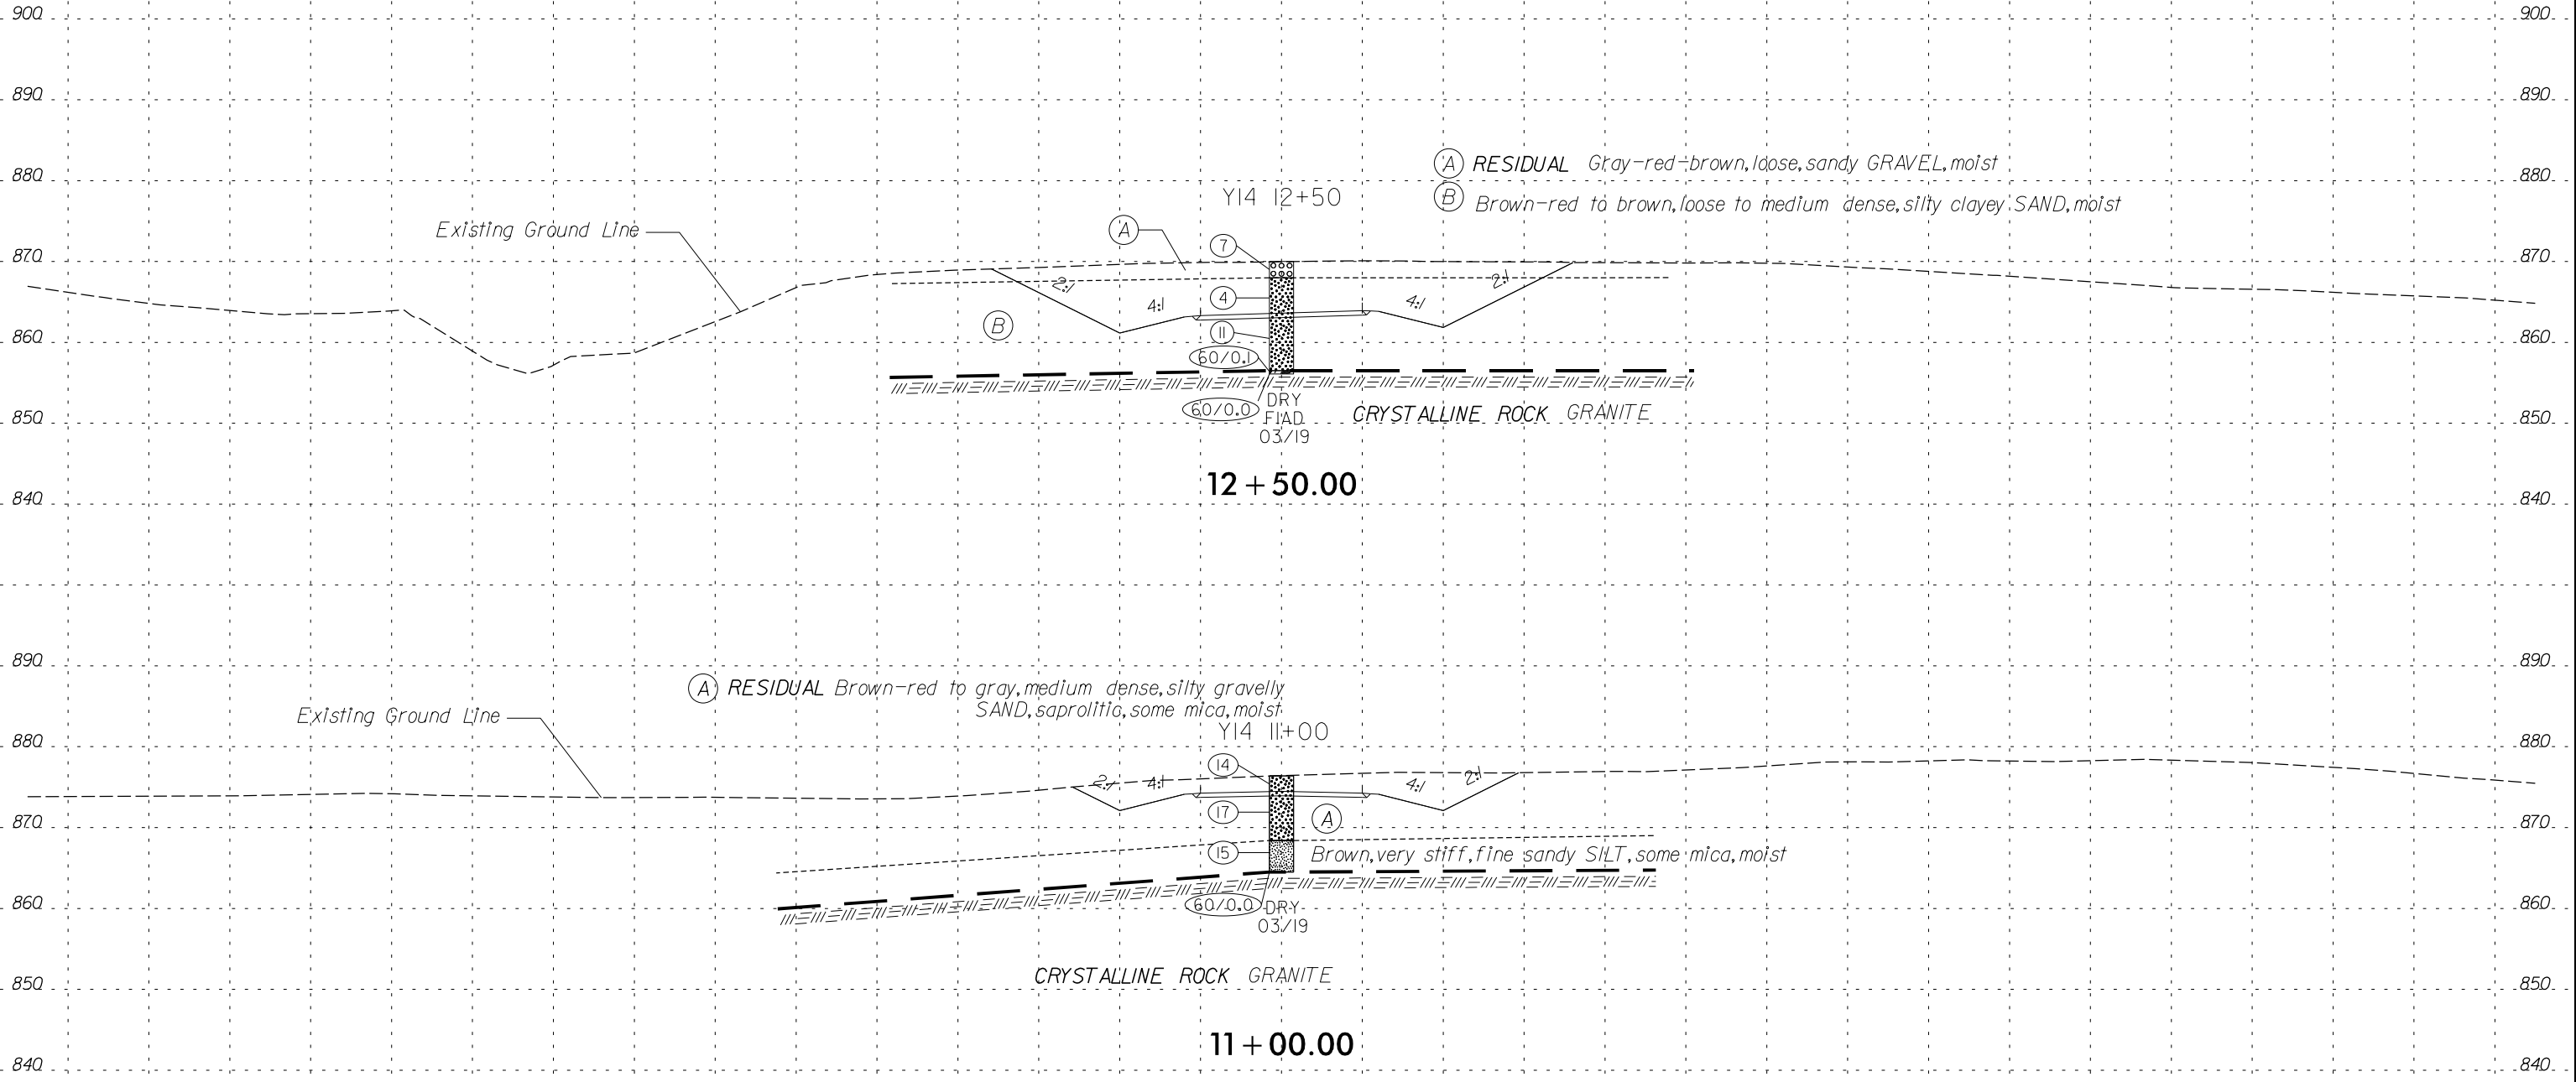 900 900
890 890
Ⓐ RESIDUAL Gray-red-brown, loose, sandy GRAVEL, moist
880 880
Y14 12+50
Ⓑ Brown-red to brown, loose to medium dense, silty clayey SAND, moist
Existing Ground Line
A
7
870 870
2:1 2:1
4
4:1 4:1
B
11
860 860
60/0.1
60/0.0
DRY
FIAD
03/19
CRYSTALLINE ROCK GRANITE
850 850
12+50.00
840 840
890 890
Ⓐ RESIDUAL Brown-red to gray, medium dense, silty gravelly
SAND, saprolitic, some mica, moist
Existing Ground Line
Y14 11+00
880 880
14
2:1 4:1 4:1 2:1
17
A
870 870
15
Brown, very stiff, fine sandy SILT, some mica, moist
860 860
60/0.0
DRY
03/19
CRYSTALLINE ROCK GRANITE
850 850
11+00.00
840 840